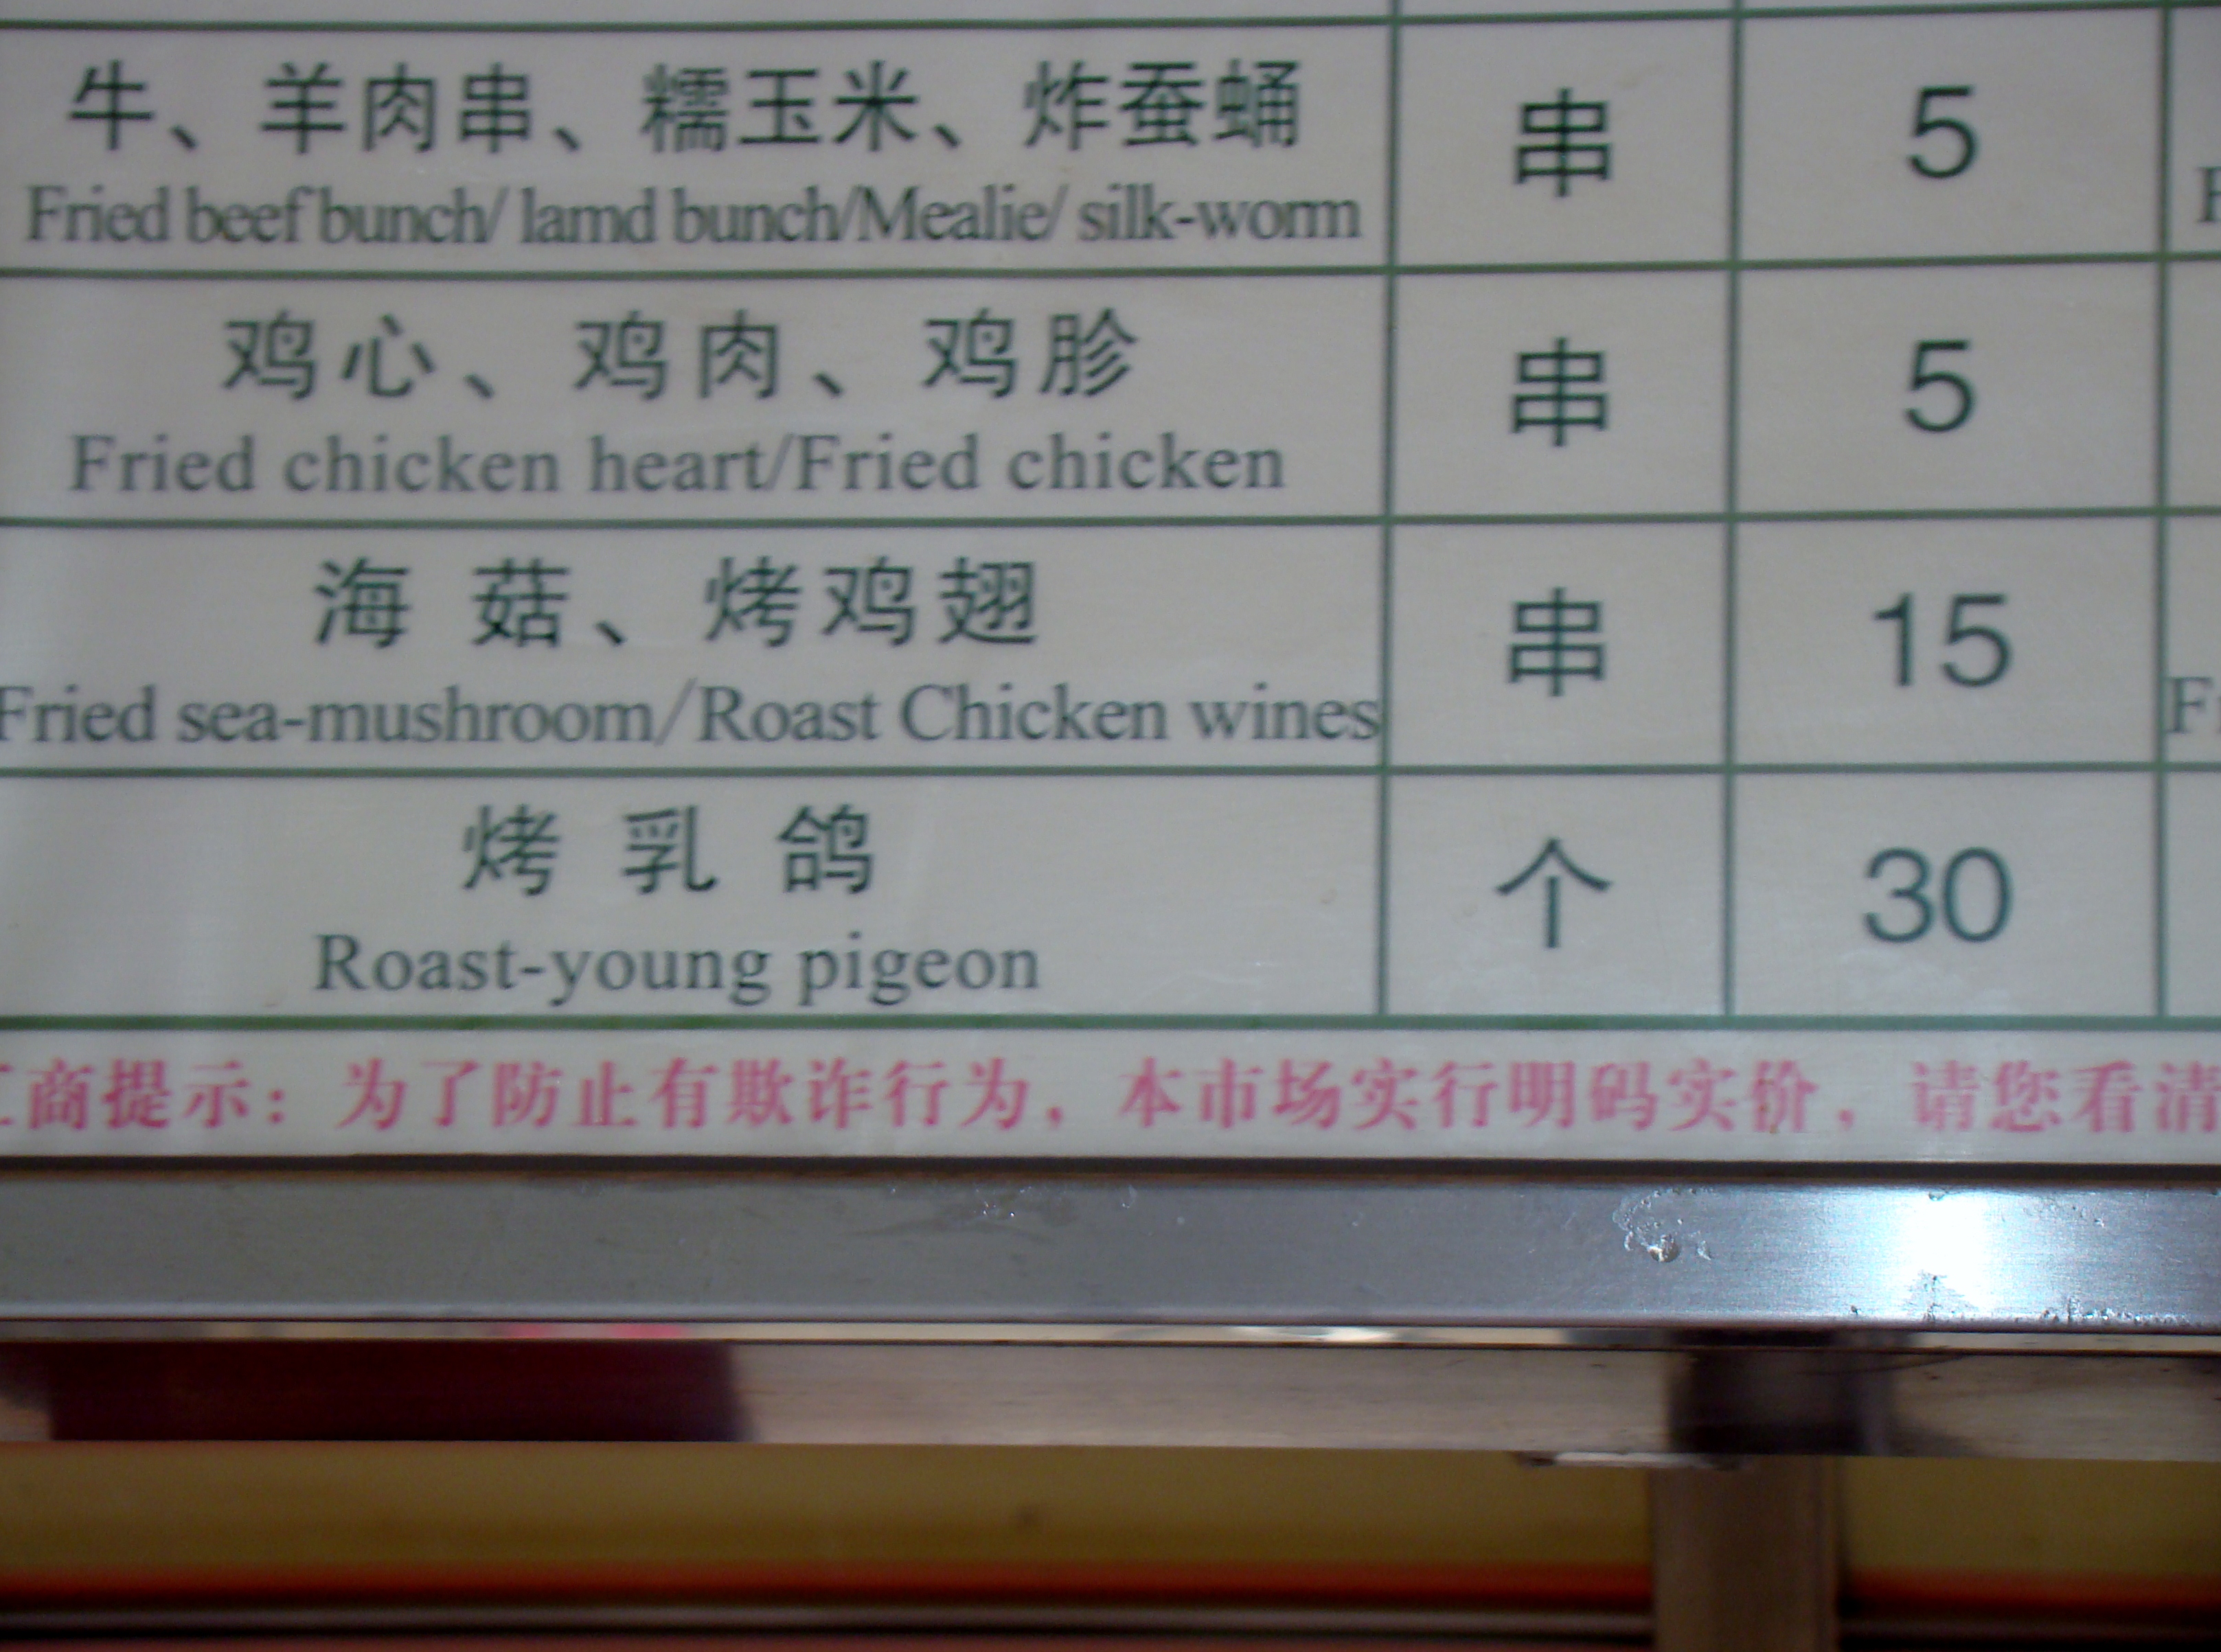 牛、羊肉串、糯玉米、炸蚕蛹 串 5
Fried beef bunch/ lamd bunch/Mealie/ silk-worm
鸡心、鸡肉、鸡胗 串 5
Fried chicken heart/Fried chicken
海菇、烤鸡翅 串 15
Fried sea-mushroom/Roast Chicken wines
烤乳鸽 个 30
Roast-young pigeon
商提示：为了防止有欺诈行为，本市场实行明码实价，请您看清